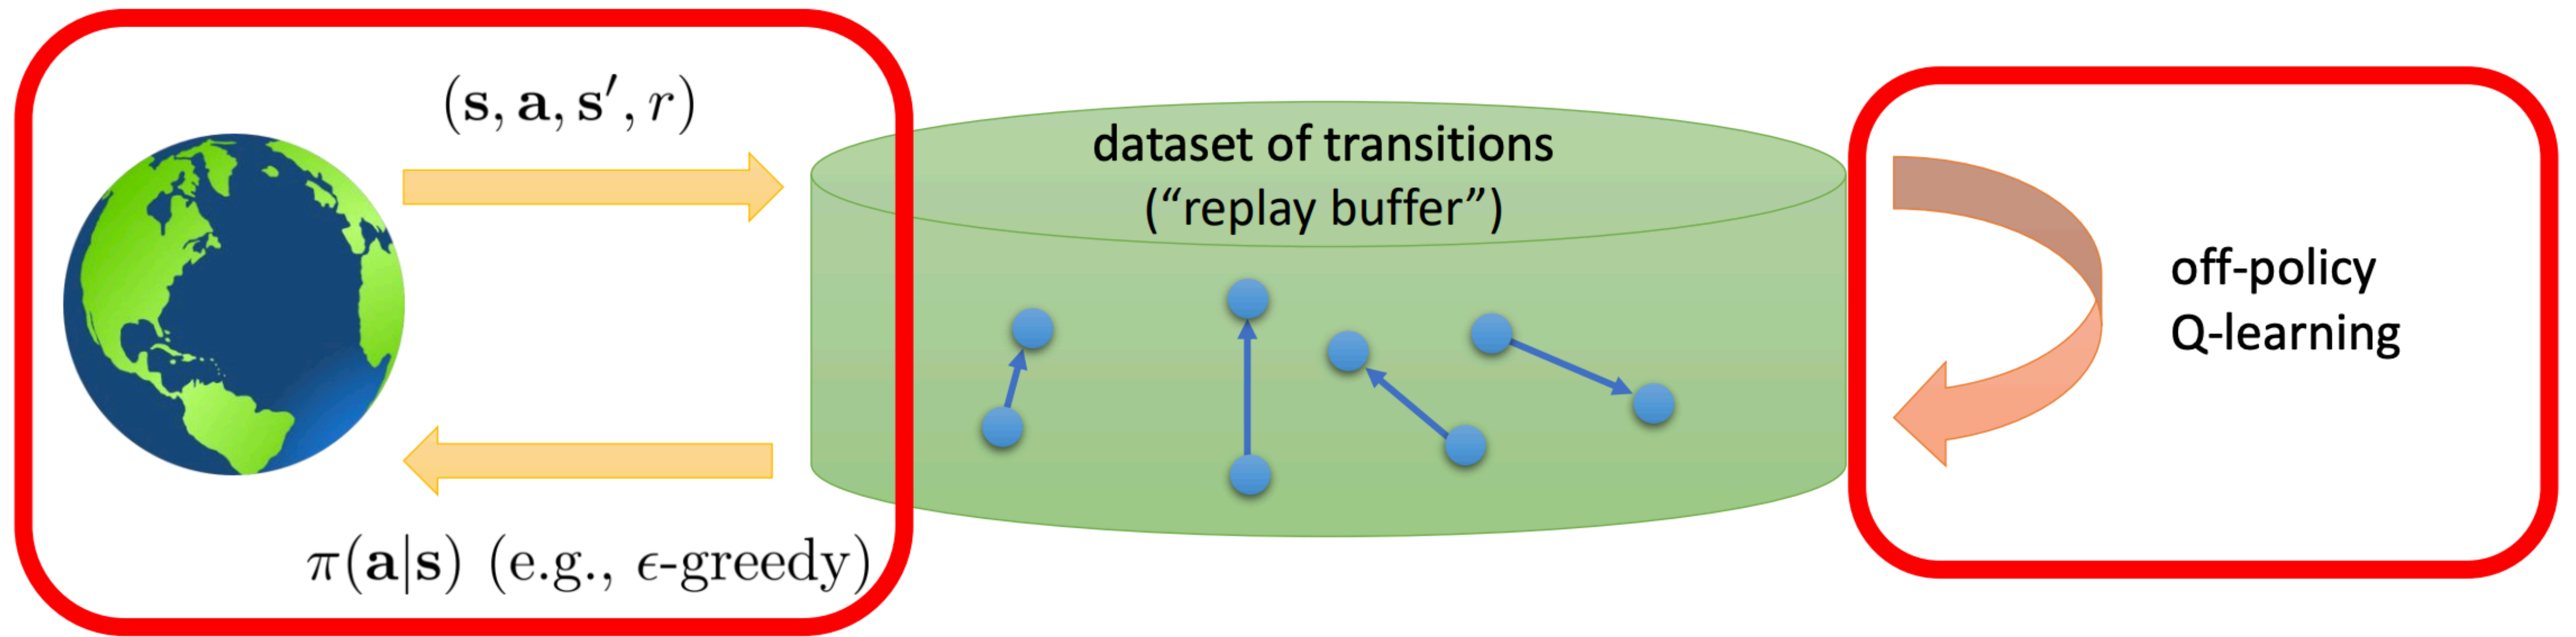 (s, a, s′, r)
dataset of transitions
(“replay buffer”)
off-policy
Q-learning
π(a|s) (e.g., ϵ-greedy)